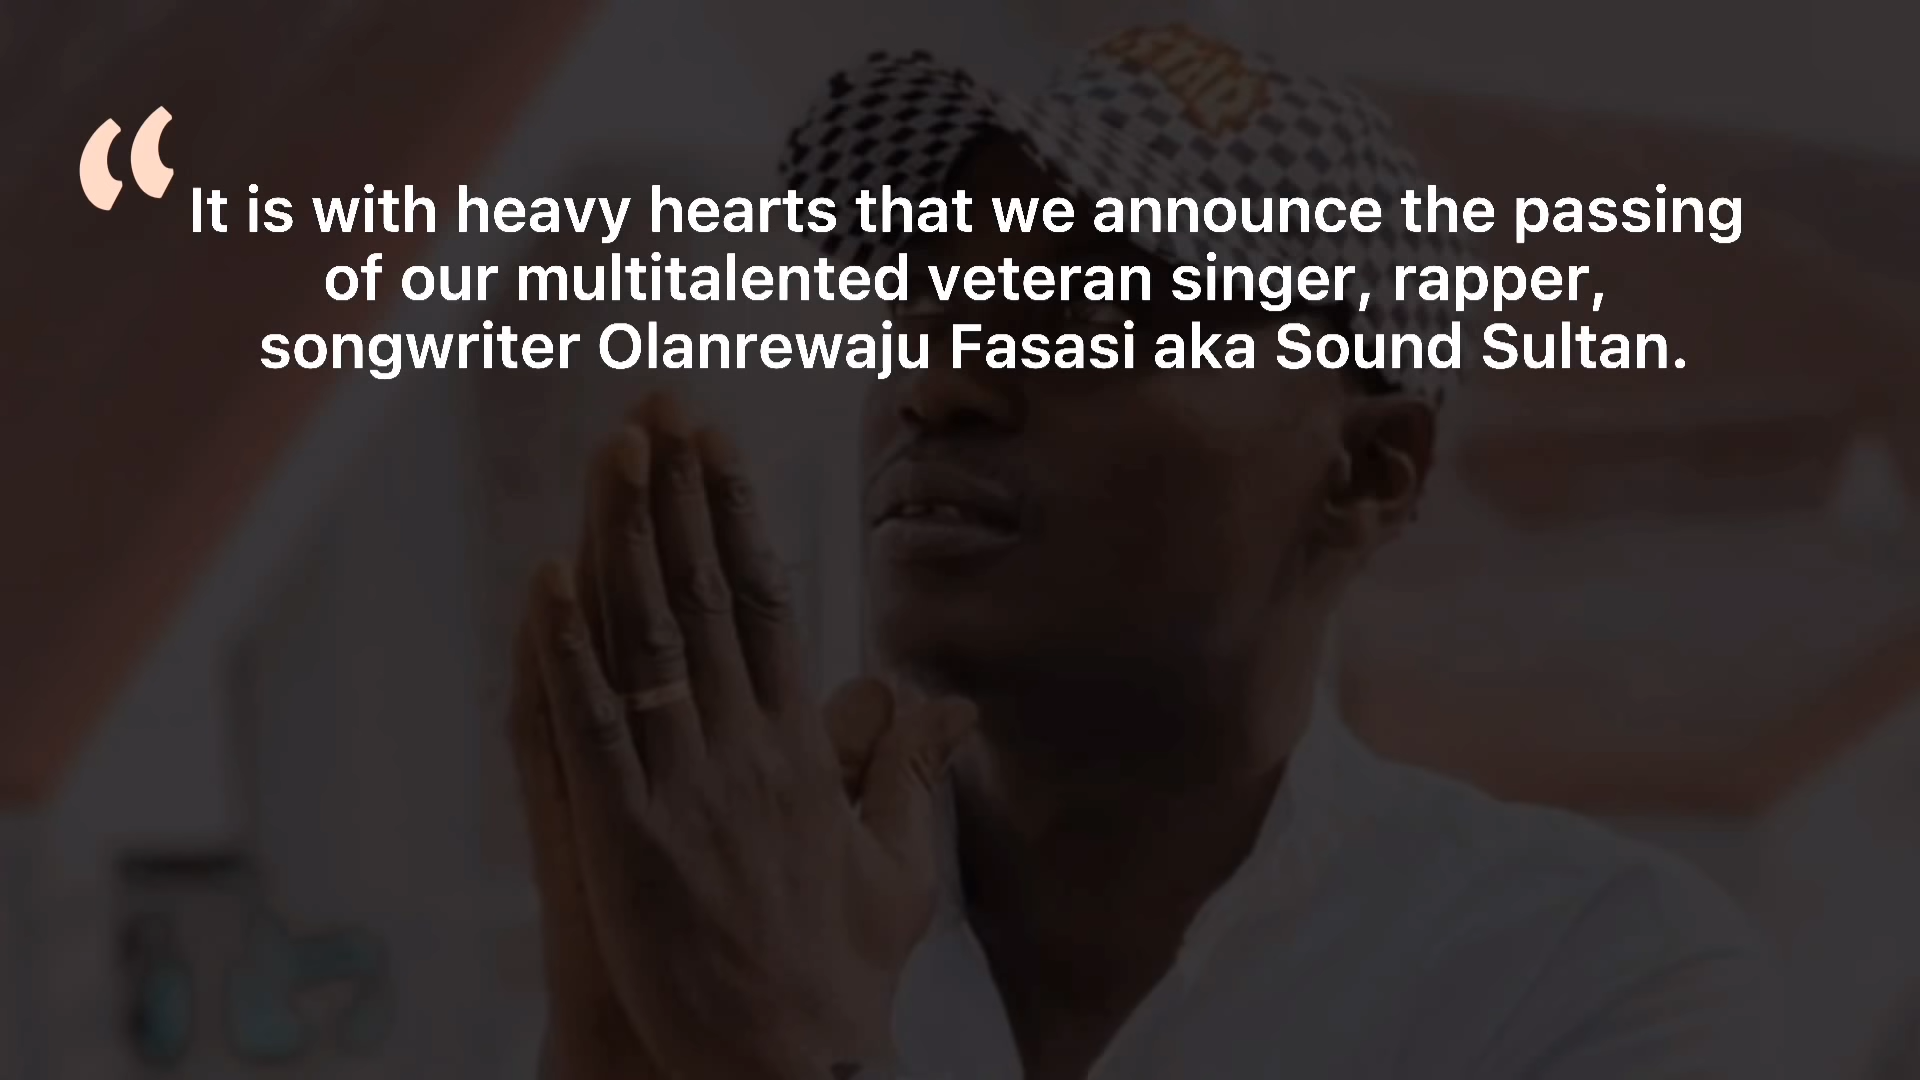 “It is with heavy hearts that we announce the passing
of our multitalented veteran singer, rapper,
songwriter Olanrewaju Fasasi aka Sound Sultan.